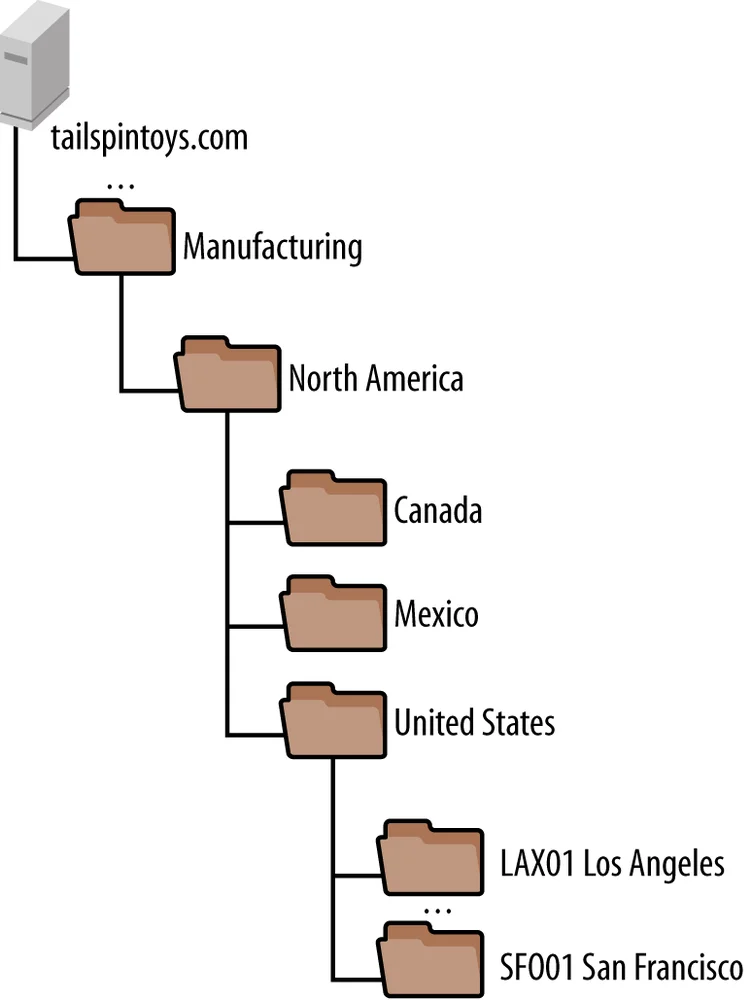 tailspintoys.com
...
Manufacturing
North America
Canada
Mexico
United States
LAX01 Los Angeles
...
SFO01 San Francisco